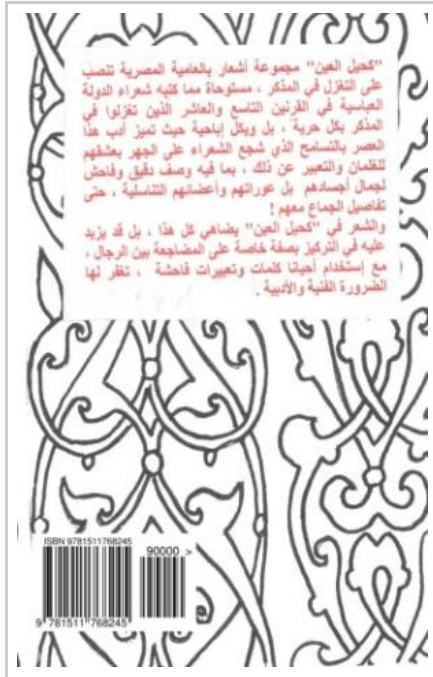 "كحيل العين" مجموعة أشعار بالعامية المصرية تنصب
على التغزل في المذكر ، مستوحاة مما كتبه شعراء الدولة
العباسية في القرنين التاسع والعاشر الذين تغزلوا في
المذكر بكل حرية ، بل وبكل إباحية حيث تميز أدب هذا
العصر بالتسامح الذي شجع الشعراء على الجهر بعشقهم
للغلمان والتعبير عن ذلك ، بما فيه وصف دقيق وفاحش
لجمال أجسادهم بل عوراتهم وأعضائهم التناسلية ، حتى
تفاصيل الجماع معهم !
والشعر في "كحيل العين" يضاهي كل هذا ، بل قد يزيد
عليه في التركيز بصفة خاصة على المضاجعة بين الرجال ،
مع إستخدام أحيانا كلمات وتعبيرات فاحشة ، تغفر لها
الضرورة الفنية والأدبية .
ISBN 9781511768245
90000 >
9 781511 768245